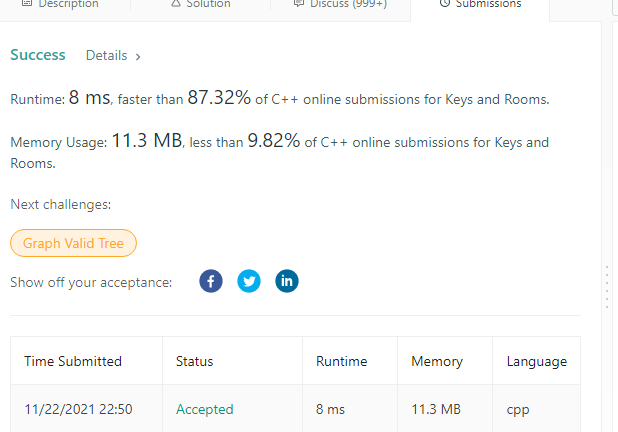 Description Solution Discuss (999+) Submissions
Success Details >
Runtime: 8 ms, faster than 87.32% of C++ online submissions for Keys and Rooms.
Memory Usage: 11.3 MB, less than 9.82% of C++ online submissions for Keys and
Rooms.
Next challenges:
Graph Valid Tree
Show off your acceptance: f in
Time Submitted Status Runtime Memory Language
11/22/2021 22:50 Accepted 8 ms 11.3 MB cpp